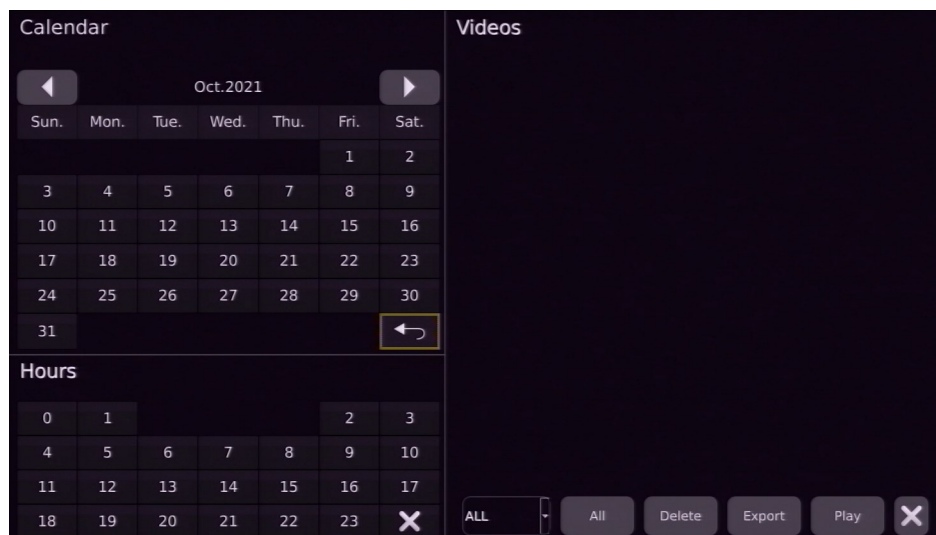 Calendar
Oct.2021
Sun. Mon. Tue. Wed. Thu. Fri. Sat.
1 2
3 4 5 6 7 8 9
10 11 12 13 14 15 16
17 18 19 20 21 22 23
24 25 26 27 28 29 30
31
Hours
0 1 2 3
4 5 6 7 8 9 10
11 12 13 14 15 16 17
18 19 20 21 22 23
Videos
ALL All Delete Export Play